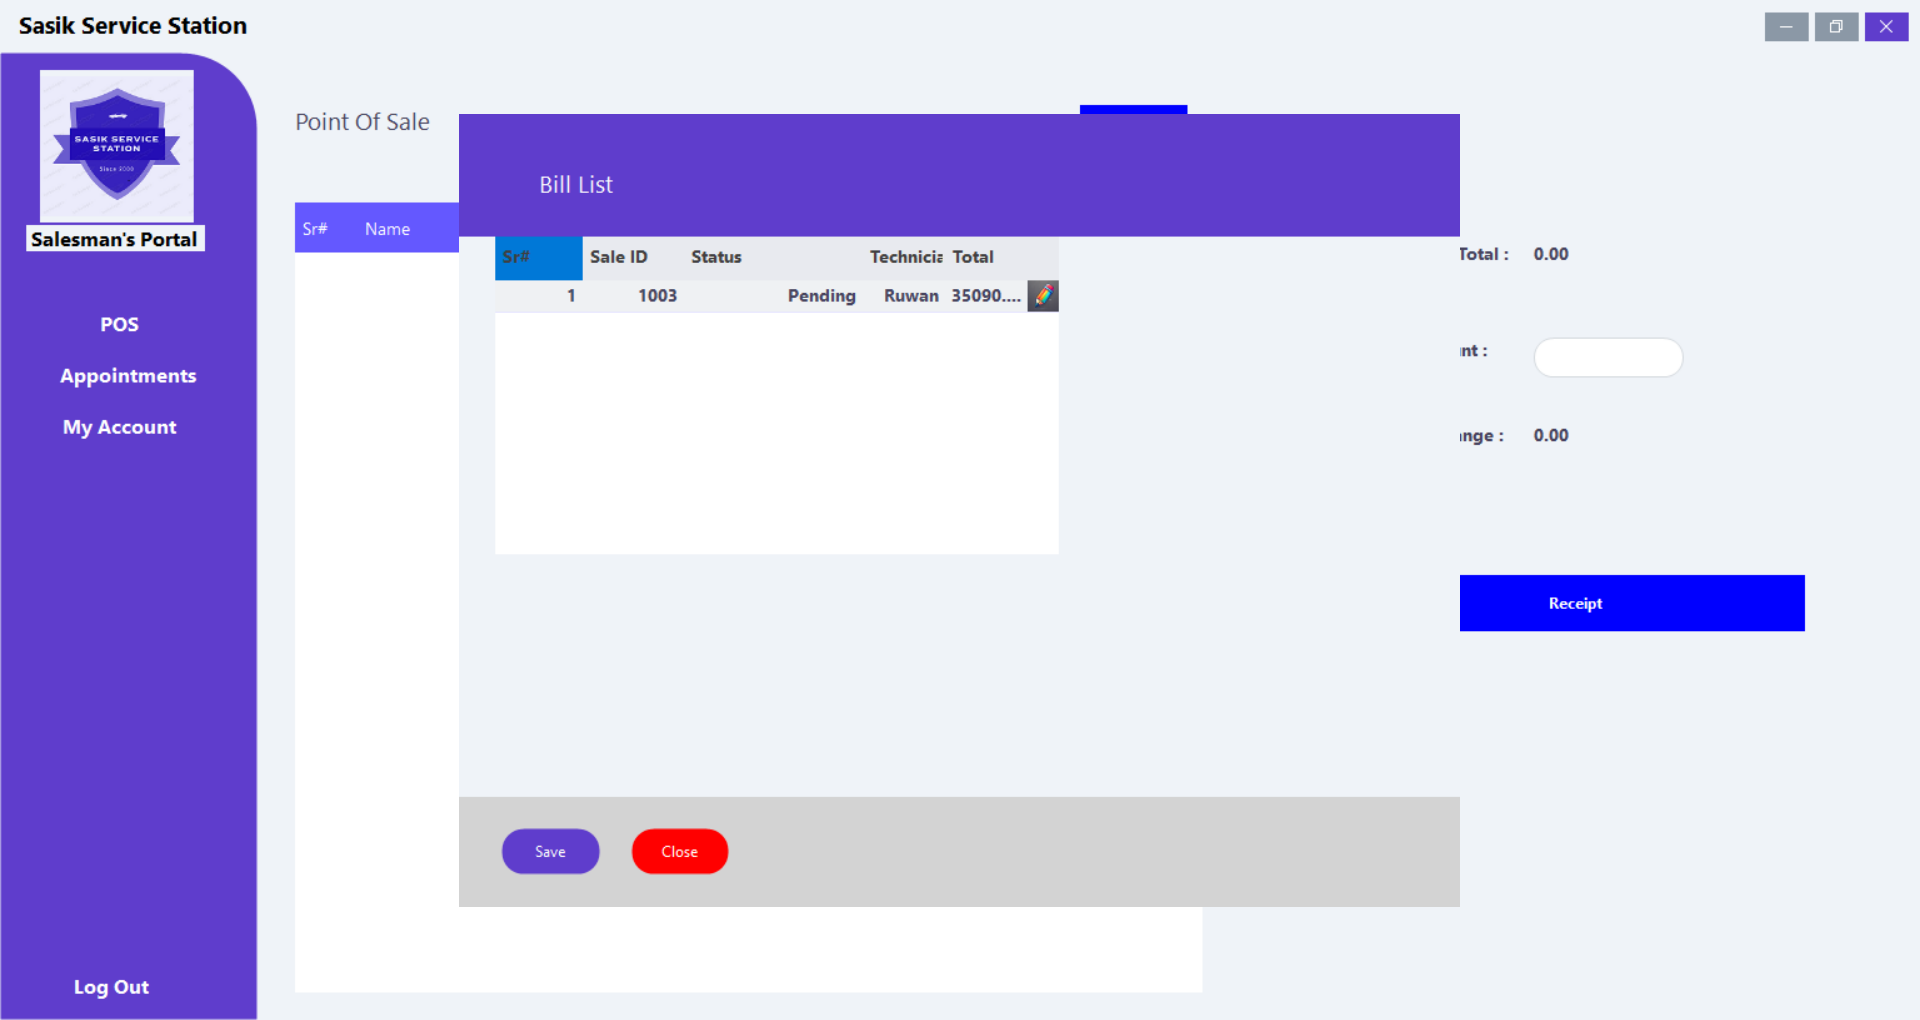 Sasik Service Station
SASIK SERVICE
STATION
Since 2000
Salesman's Portal
POS
Appointments
My Account
Log Out
Point Of Sale
Sr# Name
Bill List
Sr# Sale ID Status Technicia Total
1 1003 Pending Ruwan 35090....
Save Close
Total : 0.00
nt :
nge : 0.00
Receipt